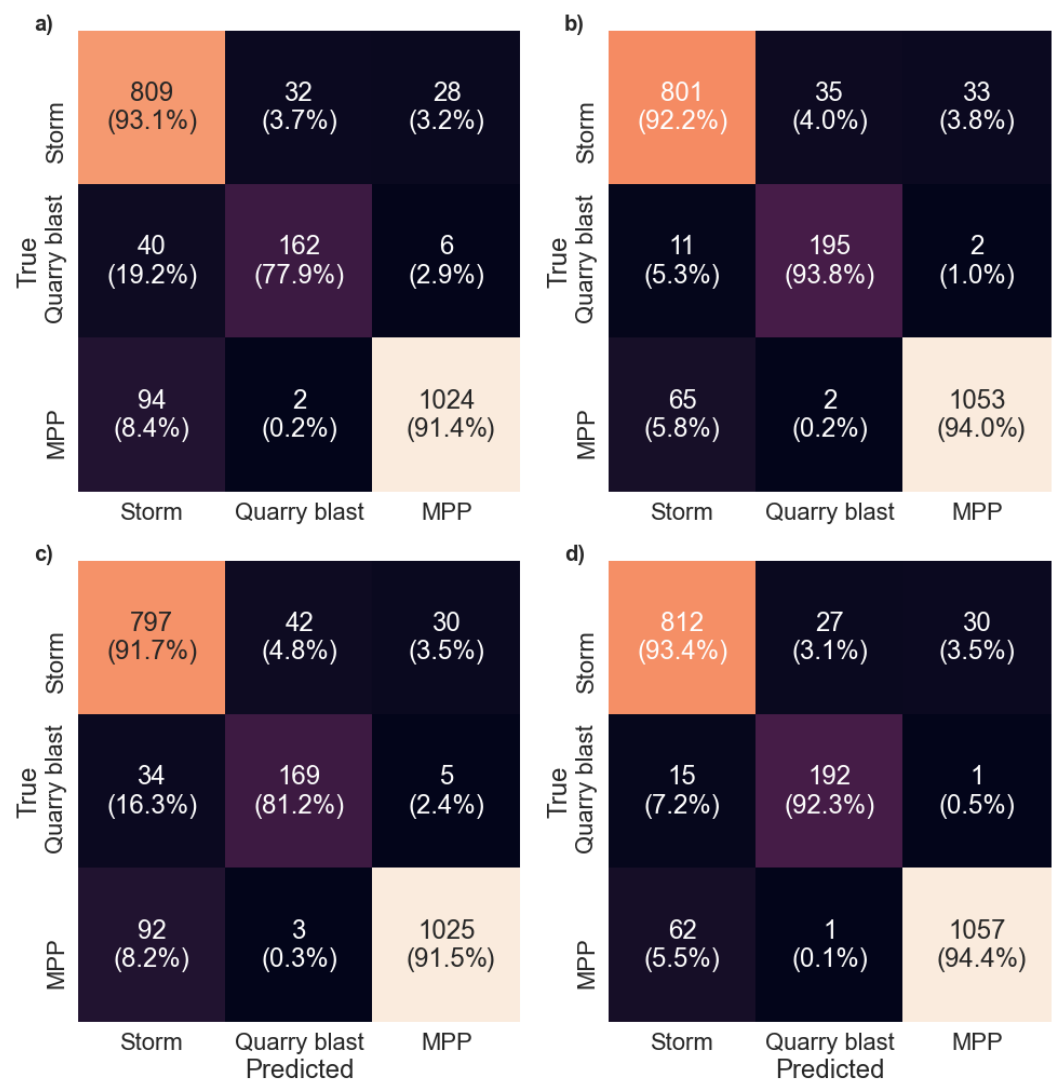 a)
809 32 28
(93.1%) (3.7%) (3.2%)
Storm
40 162 6
(19.2%) (77.9%) (2.9%)
True
Quarry blast
94 2 1024
(8.4%) (0.2%) (91.4%)
MPP
Storm Quarry blast MPP
b)
801 35 33
(92.2%) (4.0%) (3.8%)
Storm
11 195 2
(5.3%) (93.8%) (1.0%)
True
Quarry blast
65 2 1053
(5.8%) (0.2%) (94.0%)
MPP
Storm Quarry blast MPP
c)
797 42 30
(91.7%) (4.8%) (3.5%)
Storm
34 169 5
(16.3%) (81.2%) (2.4%)
True
Quarry blast
92 3 1025
(8.2%) (0.3%) (91.5%)
MPP
Storm Quarry blast MPP
Predicted
d)
812 27 30
(93.4%) (3.1%) (3.5%)
Storm
15 192 1
(7.2%) (92.3%) (0.5%)
True
Quarry blast
62 1 1057
(5.5%) (0.1%) (94.4%)
MPP
Storm Quarry blast MPP
Predicted